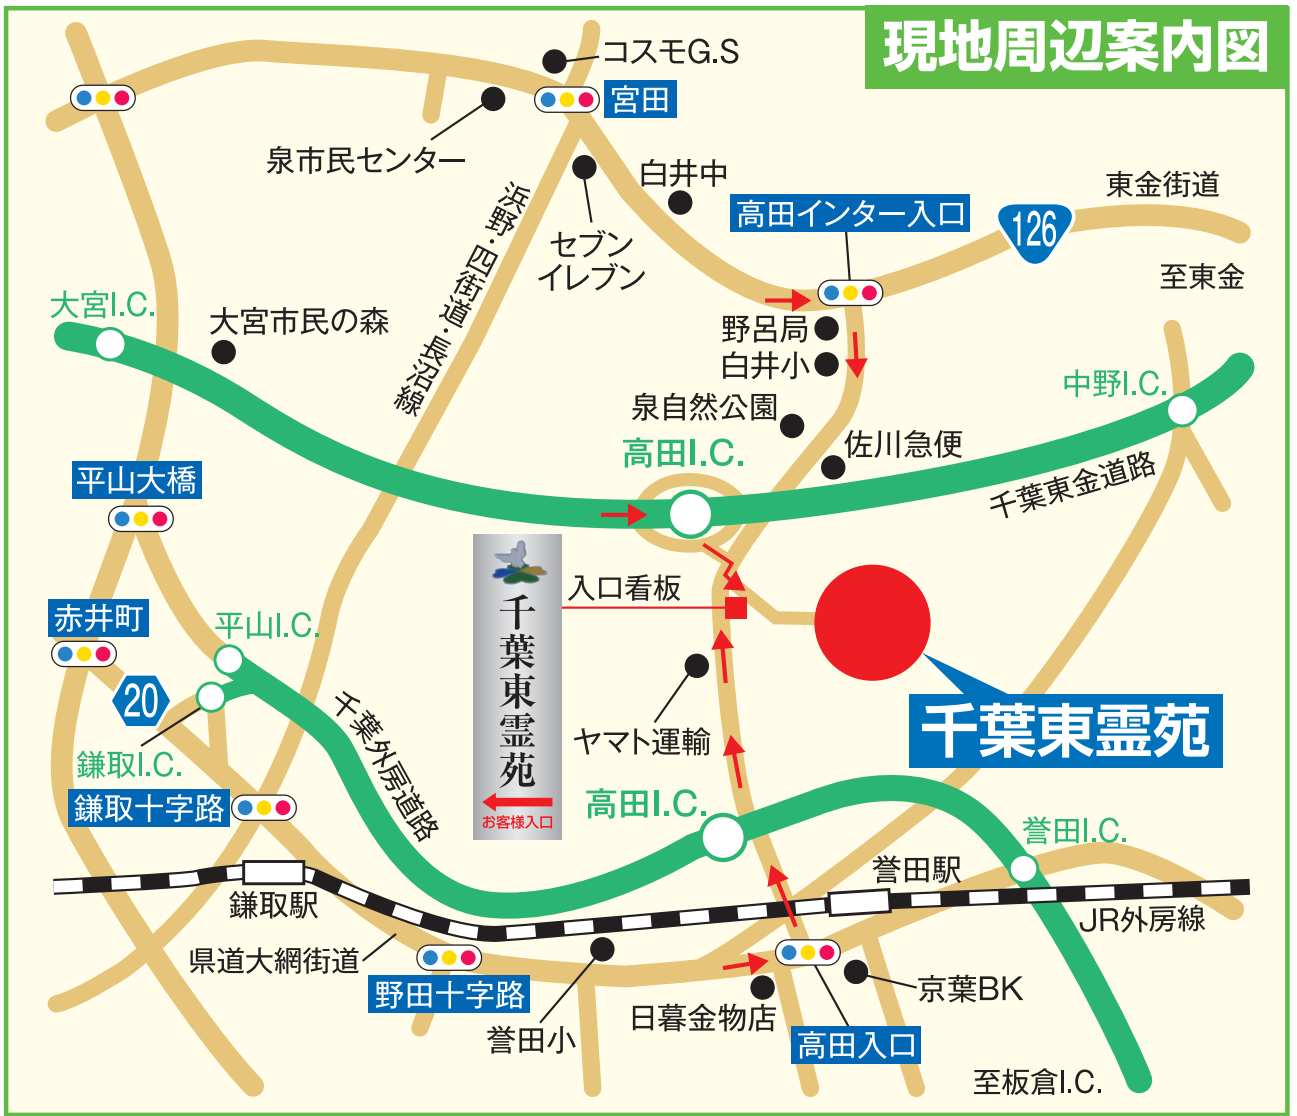 現地周辺案内図
コスモG.S
宮田
泉市民センター
白井中
東金街道
高田インター入口
126
セブン
イレブン
浜野・四街道・長沼線
至東金
大宮I.C.
大宮市民の森
野呂局
白井小
中野I.C.
泉自然公園
高田I.C.
佐川急便
千葉東金道路
平山大橋
入口看板
千葉東霊苑
お客様入口
赤井町
平山I.C.
20
千葉外房道路
ヤマト運輸
千葉東霊苑
鎌取I.C.
鎌取十字路
高田I.C.
誉田I.C.
誉田駅
鎌取駅
JR外房線
県道大網街道
野田十字路
京葉BK
日暮金物店
誉田小
高田入口
至板倉I.C.